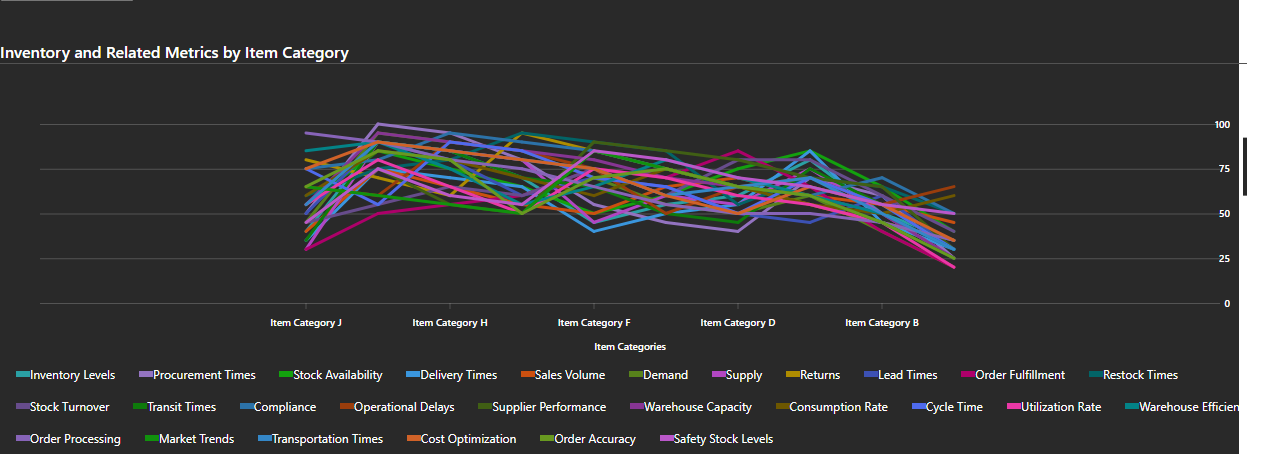 Inventory and Related Metrics by Item Category
100
75
50
25
0
Item Category J Item Category H Item Category F Item Category D Item Category B
Item Categories
Inventory Levels Procurement Times Stock Availability Delivery Times Sales Volume Demand Supply Returns Lead Times Order Fulfillment Restock Times
Stock Turnover Transit Times Compliance Operational Delays Supplier Performance Warehouse Capacity Consumption Rate Cycle Time Utilization Rate Warehouse Efficien
Order Processing Market Trends Transportation Times Cost Optimization Order Accuracy Safety Stock Levels